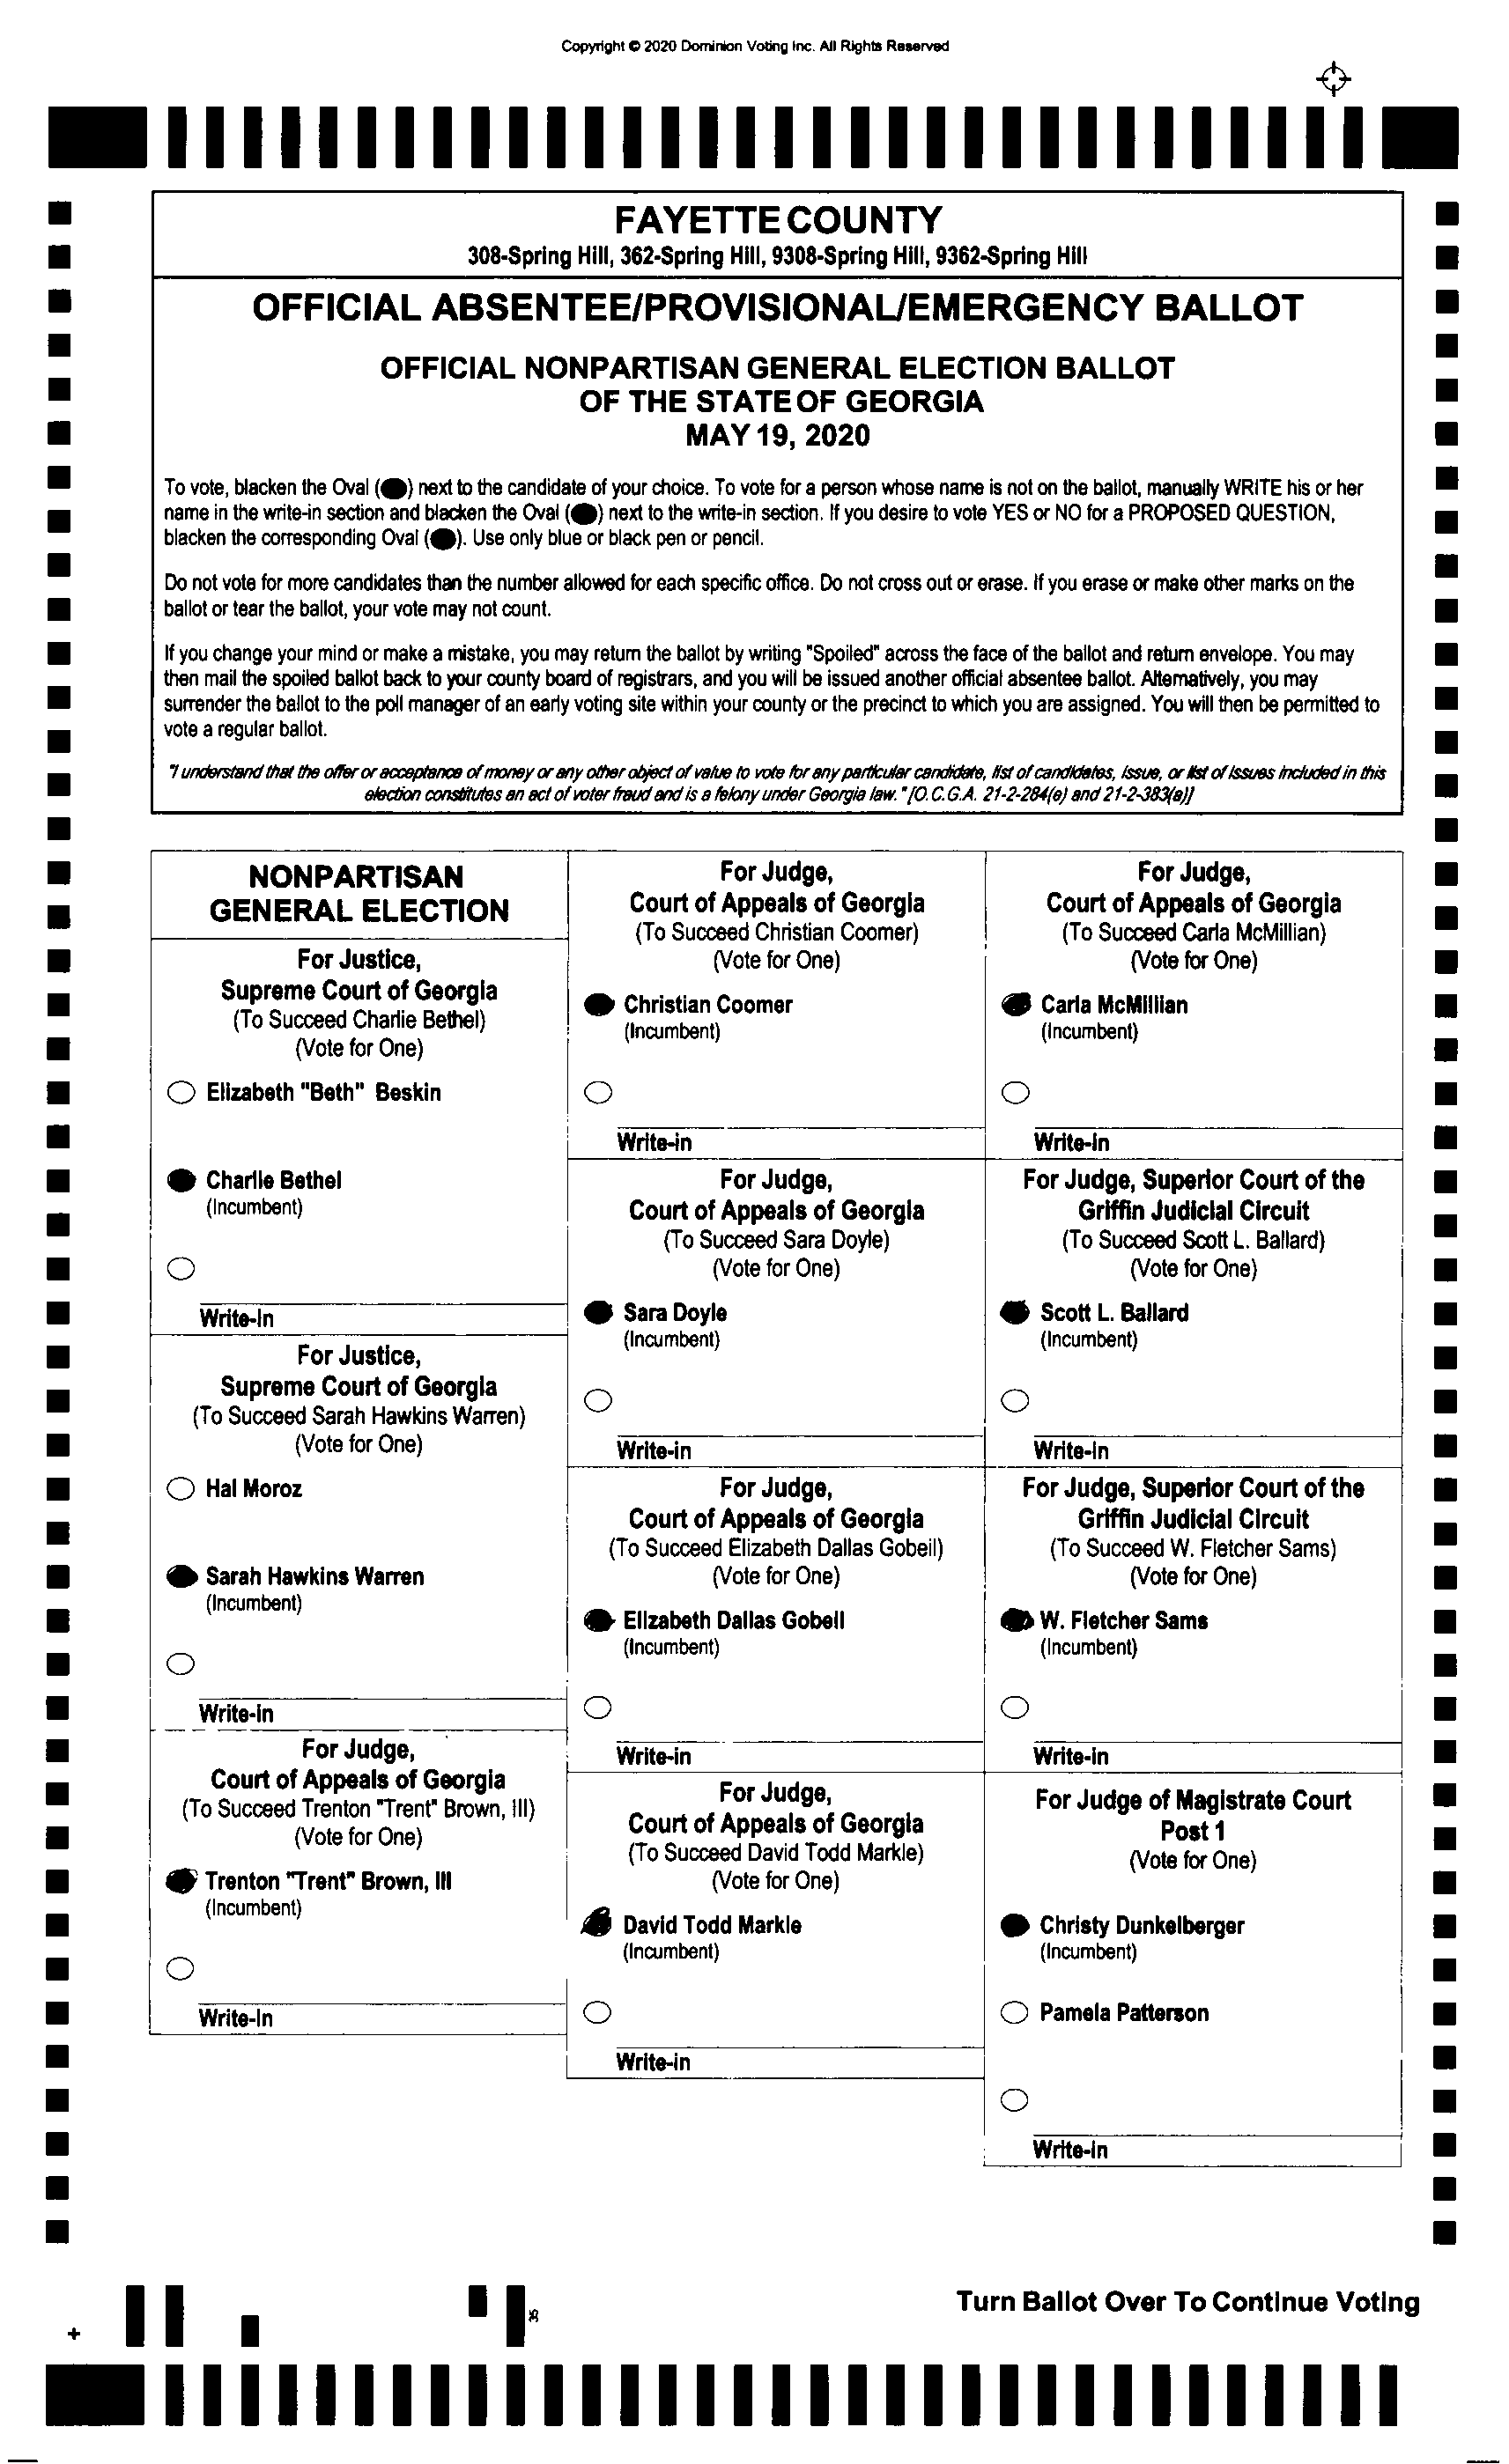 Copyright © 2020 Dominion Voting Inc. All Rights Reserved
FAYETTE COUNTY
308-Spring Hill, 362-Spring Hill, 9308-Spring Hill, 9362-Spring Hill
OFFICIAL ABSENTEE/PROVISIONAL/EMERGENCY BALLOT
OFFICIAL NONPARTISAN GENERAL ELECTION BALLOT
OF THE STATE OF GEORGIA
MAY 19, 2020
To vote, blacken the Oval ( ) next to the candidate of your choice. To vote for a person whose name is not on the ballot, manually WRITE his or her
name in the write-in section and blacken the Oval ( ) next to the write-in section. If you desire to vote YES or NO for a PROPOSED QUESTION,
blacken the corresponding Oval ( ). Use only blue or black pen or pencil.
Do not vote for more candidates than the number allowed for each specific office. Do not cross out or erase. If you erase or make other marks on the
ballot or tear the ballot, your vote may not count.
If you change your mind or make a mistake, you may return the ballot by writing "Spoiled" across the face of the ballot and return envelope. You may
then mail the spoiled ballot back to your county board of registrars, and you will be issued another official absentee ballot. Alternatively, you may
surrender the ballot to the poll manager of an early voting site within your county or the precinct to which you are assigned. You will then be permitted to
vote a regular ballot.
"I understand that the offer or acceptance of money or any other object of value to vote for any particular candidate, list of candidates, issue, or list of issues included in this
election constitutes an act of voter fraud and is a felony under Georgia law." [O.C.G.A. 21-2-284(e) and 21-2-383(a)]
NONPARTISAN
GENERAL ELECTION
For Justice,
Supreme Court of Georgia
(To Succeed Charlie Bethel)
(Vote for One)
Elizabeth "Beth" Beskin
Charlie Bethel
(Incumbent)
Write-in
For Justice,
Supreme Court of Georgia
(To Succeed Sarah Hawkins Warren)
(Vote for One)
Hal Moroz
Sarah Hawkins Warren
(Incumbent)
Write-in
For Judge,
Court of Appeals of Georgia
(To Succeed Trenton "Trent" Brown, III)
(Vote for One)
Trenton "Trent" Brown, III
(Incumbent)
Write-in
For Judge,
Court of Appeals of Georgia
(To Succeed Christian Coomer)
(Vote for One)
Christian Coomer
(Incumbent)
Write-in
For Judge,
Court of Appeals of Georgia
(To Succeed Sara Doyle)
(Vote for One)
Sara Doyle
(Incumbent)
Write-in
For Judge,
Court of Appeals of Georgia
(To Succeed Elizabeth Dallas Gobeil)
(Vote for One)
Elizabeth Dallas Gobeil
(Incumbent)
Write-in
For Judge,
Court of Appeals of Georgia
(To Succeed David Todd Markle)
(Vote for One)
David Todd Markle
(Incumbent)
Write-in
For Judge,
Court of Appeals of Georgia
(To Succeed Carla McMillian)
(Vote for One)
Carla McMillian
(Incumbent)
Write-in
For Judge, Superior Court of the
Griffin Judicial Circuit
(To Succeed Scott L. Ballard)
(Vote for One)
Scott L. Ballard
(Incumbent)
Write-in
For Judge, Superior Court of the
Griffin Judicial Circuit
(To Succeed W. Fletcher Sams)
(Vote for One)
W. Fletcher Sams
(Incumbent)
Write-in
For Judge of Magistrate Court
Post 1
(Vote for One)
Christy Dunkelberger
(Incumbent)
Pamela Patterson
Write-in
Turn Ballot Over To Continue Voting